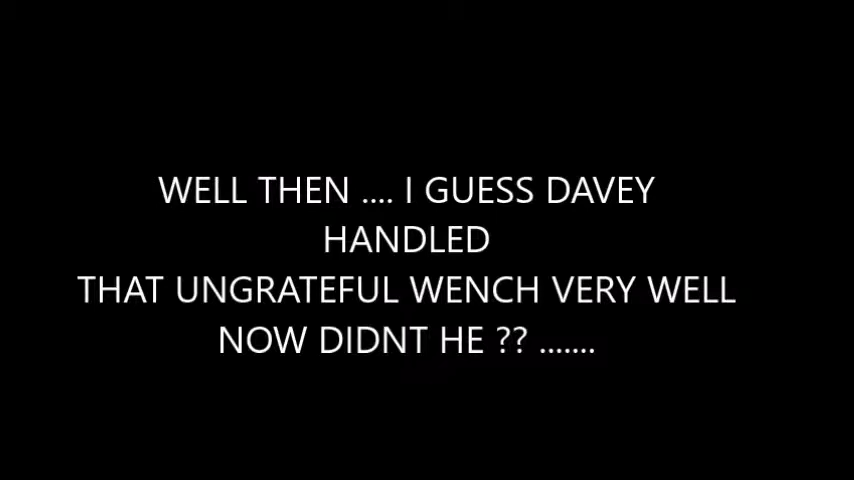 WELL THEN .... I GUESS DAVEY
HANDLED
THAT UNGRATEFUL WENCH VERY WELL
NOW DIDNT HE ?? .......